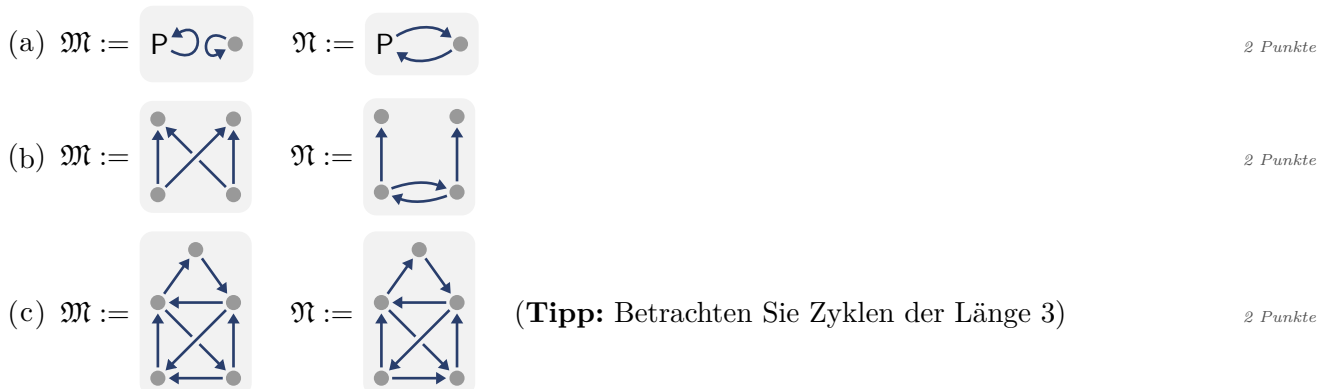 (a) 𝔐 := P 𝔑 := P 2 Punkte
(b) 𝔐 := 𝔑 := 2 Punkte
(c) 𝔐 := 𝔑 := (Tipp: Betrachten Sie Zyklen der Länge 3) 2 Punkte